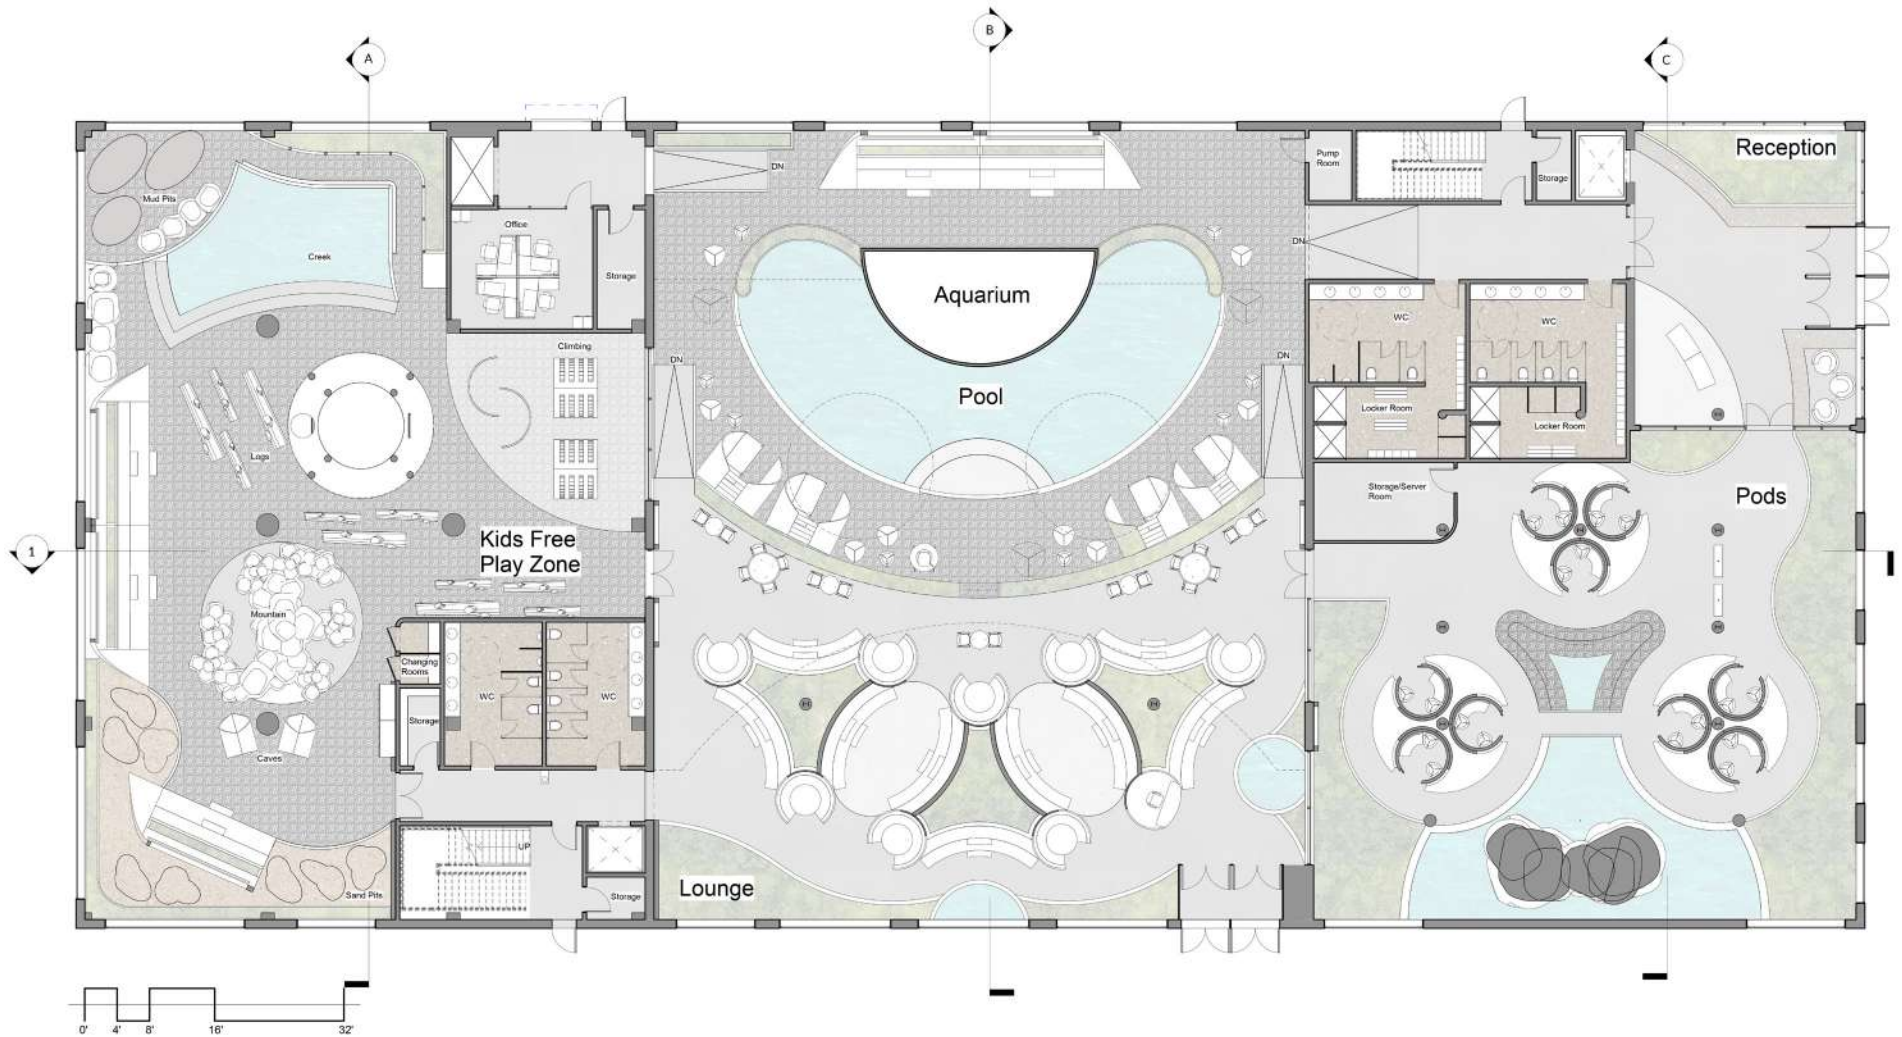 A
B
C
1
Reception
Mud Pits
Creek
Office
Storage
DN
Pump
Room
Storage
DN
Aquarium
Pool
WC
WC
Climbing
DN
DN
Logs
Locker Room
Locker Room
Storage/Server
Room
Pods
Kids Free
Play Zone
Mountain
Changing
Rooms
WC
WC
Storage
Caves
UP
Storage
Sand Pits
Lounge
0'
4'
8'
16'
32'